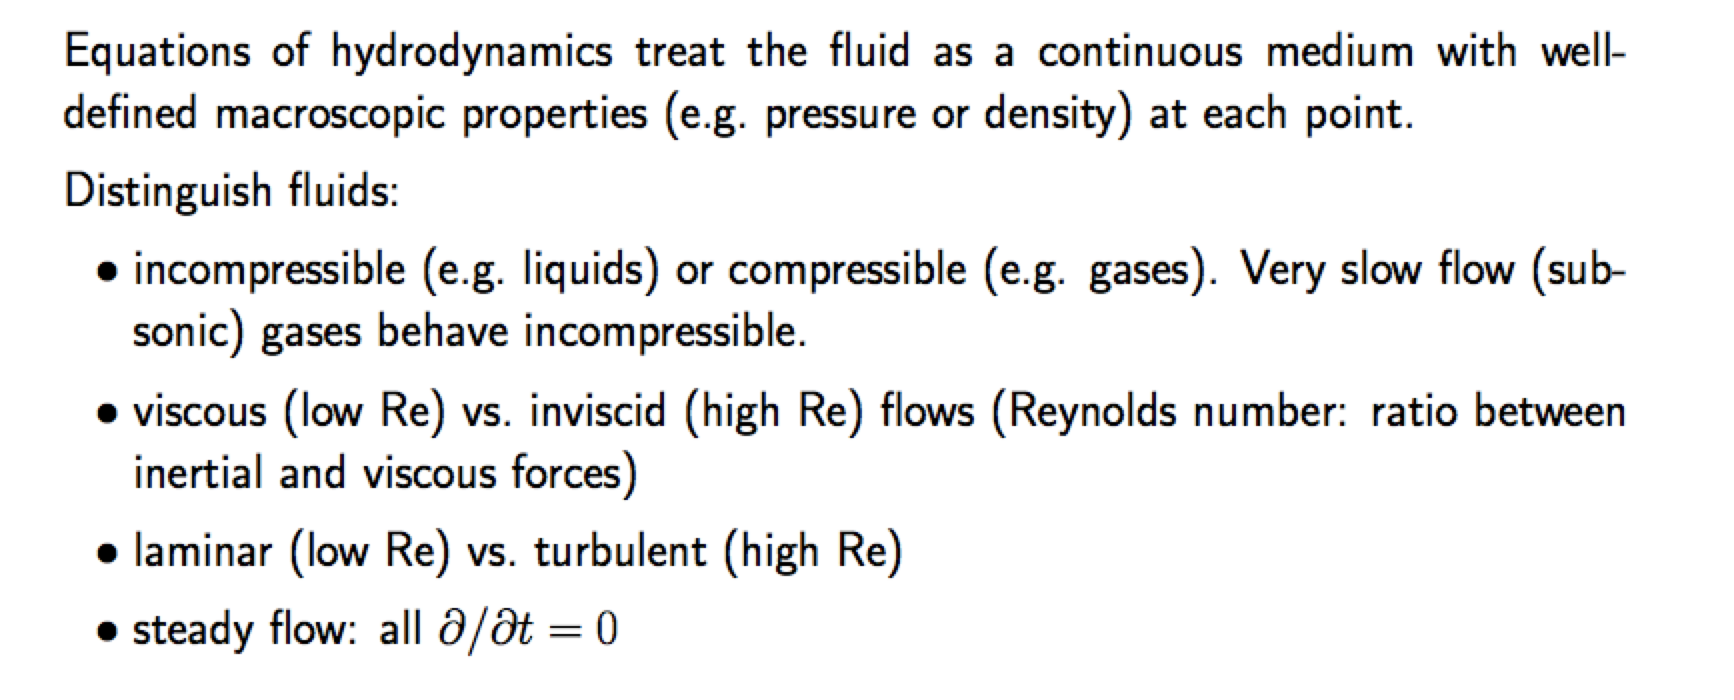 Equations of hydrodynamics treat the fluid as a continuous medium with well-
defined macroscopic properties (e.g. pressure or density) at each point.
Distinguish fluids:
● incompressible (e.g. liquids) or compressible (e.g. gases). Very slow flow (sub-
sonic) gases behave incompressible.
● viscous (low Re) vs. inviscid (high Re) flows (Reynolds number: ratio between
inertial and viscous forces)
● laminar (low Re) vs. turbulent (high Re)
● steady flow: all ∂/∂t = 0